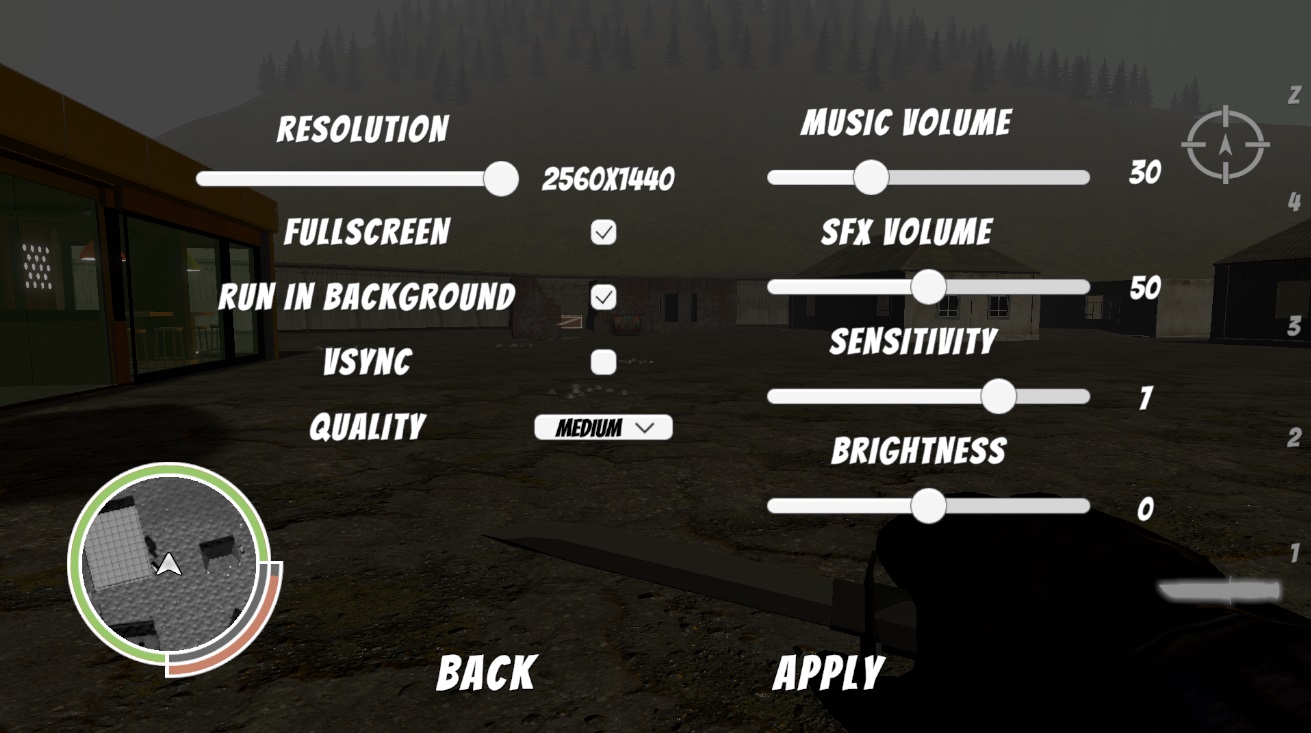 RESOLUTION
2560X1440
FULLSCREEN
RUN IN BACKGROUND
VSYNC
QUALITY
MEDIUM
MUSIC VOLUME
30
SFX VOLUME
50
SENSITIVITY
7
BRIGHTNESS
0
BACK
APPLY
Z
4
3
2
1